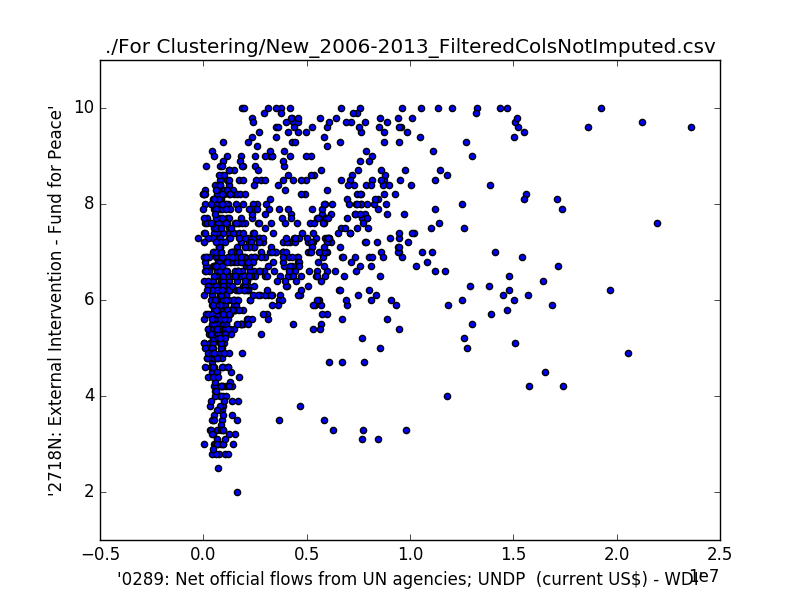 ./For Clustering/New_2006-2013_FilteredColsNotImputed.csv
10
8
6
4
2
'2718N: External Intervention - Fund for Peace'
−0.5 0.0 0.5 1.0 1.5 2.0 2.5
1e7
'0289: Net official flows from UN agencies; UNDP  (current US$) - WDI'